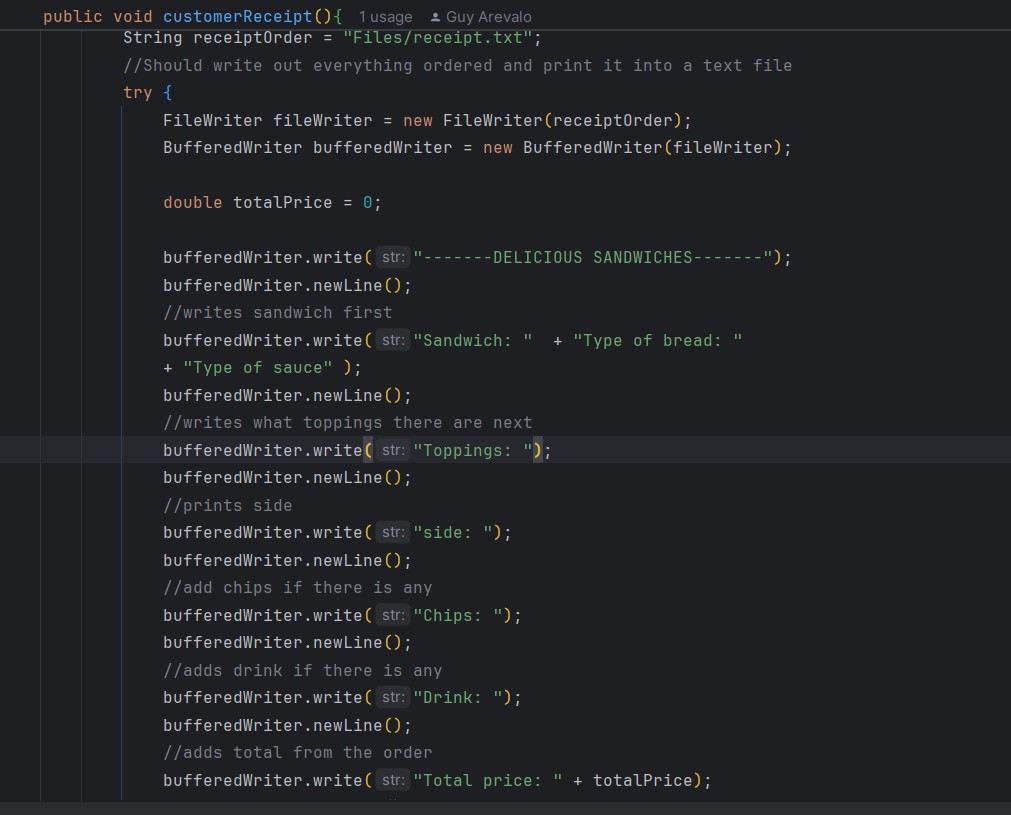 public void customerReceipt(){ 1 usage Guy Arevalo
String receiptOrder = "Files/receipt.txt";
//Should write out everything ordered and print it into a text file
try {
FileWriter fileWriter = new FileWriter(receiptOrder);
BufferedWriter bufferedWriter = new BufferedWriter(fileWriter);
double totalPrice = 0;
bufferedWriter.write( str: "-------DELICIOUS SANDWICHES-------");
bufferedWriter.newLine();
//writes sandwich first
bufferedWriter.write( str: "Sandwich: "  + "Type of bread: "
+ "Type of sauce" );
bufferedWriter.newLine();
//writes what toppings there are next
bufferedWriter.write( str: "Toppings: ");
bufferedWriter.newLine();
//prints side
bufferedWriter.write( str: "side: ");
bufferedWriter.newLine();
//add chips if there is any
bufferedWriter.write( str: "Chips: ");
bufferedWriter.newLine();
//adds drink if there is any
bufferedWriter.write( str: "Drink: ");
bufferedWriter.newLine();
//adds total from the order
bufferedWriter.write( str: "Total price: " + totalPrice);